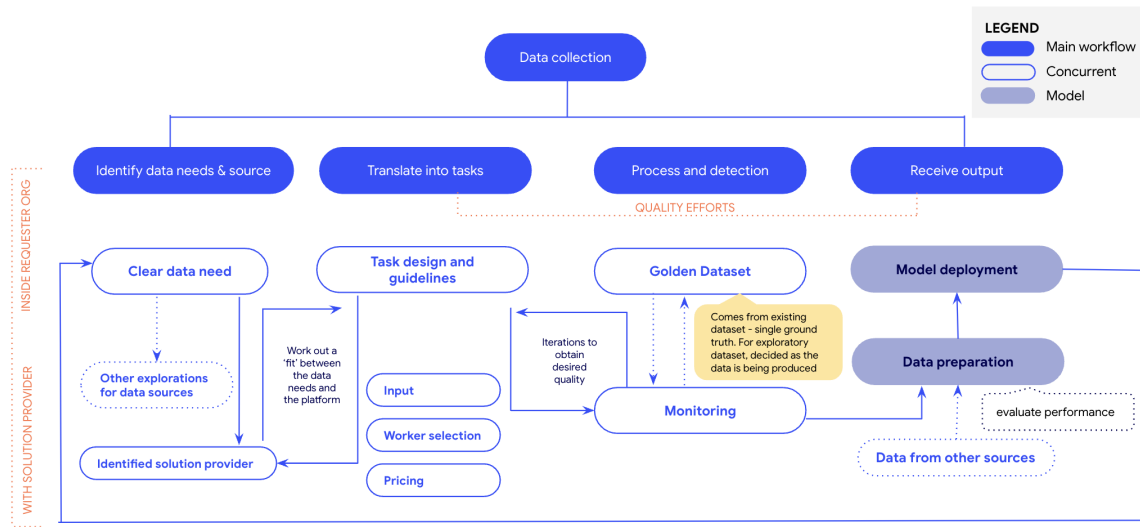 LEGEND
Main workflow
Concurrent
Model
Data collection
Identify data needs & source
Translate into tasks
Process and detection
Receive output
QUALITY EFFORTS
INSIDE REQUESTER ORG
WITH SOLUTION PROVIDER
Clear data need
Other explorations
for data sources
Identified solution provider
Work out a
'fit' between
the data
needs and
the platform
Task design and
guidelines
Input
Worker selection
Pricing
Iterations to
obtain
desired
quality
Golden Dataset
Comes from existing
dataset - single ground
truth. For exploratory
dataset, decided as the
data is being produced
Monitoring
Model deployment
Data preparation
evaluate performance
Data from other sources